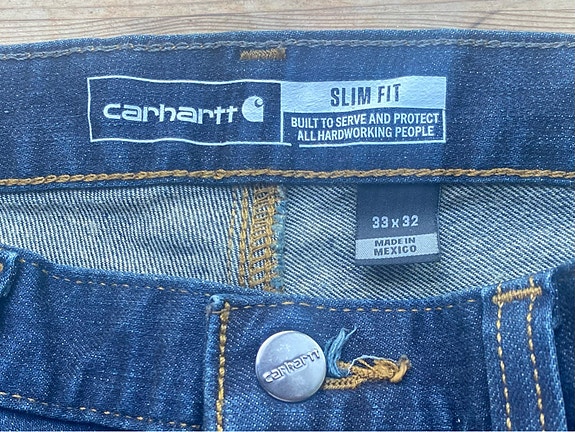 carhartt
SLIM FIT
BUILT TO SERVE AND PROTECT
ALL HARDWORKING PEOPLE
33 x 32
MADE IN
MEXICO
carhartt